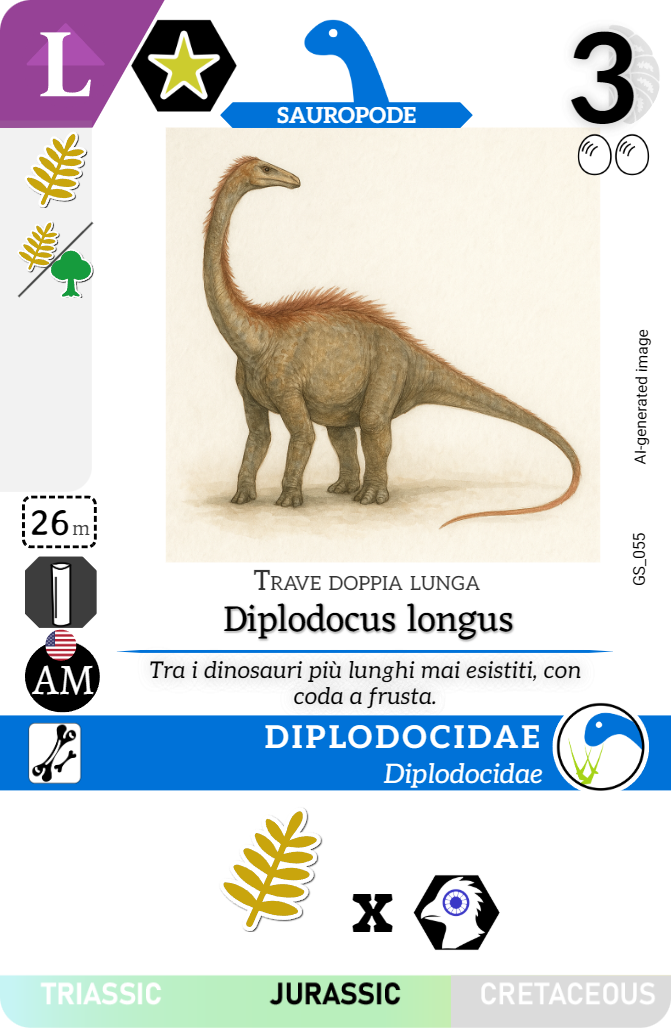 L
SAUROPODE
3
26 m
AM
AI-generated image
GS_055
Trave doppia lunga
Diplodocus longus
Tra i dinosauri più lunghi mai esistiti, con
coda a frusta.
DIPLODOCIDAE
Diplodocidae
x
TRIASSIC
JURASSIC
CRETACEOUS